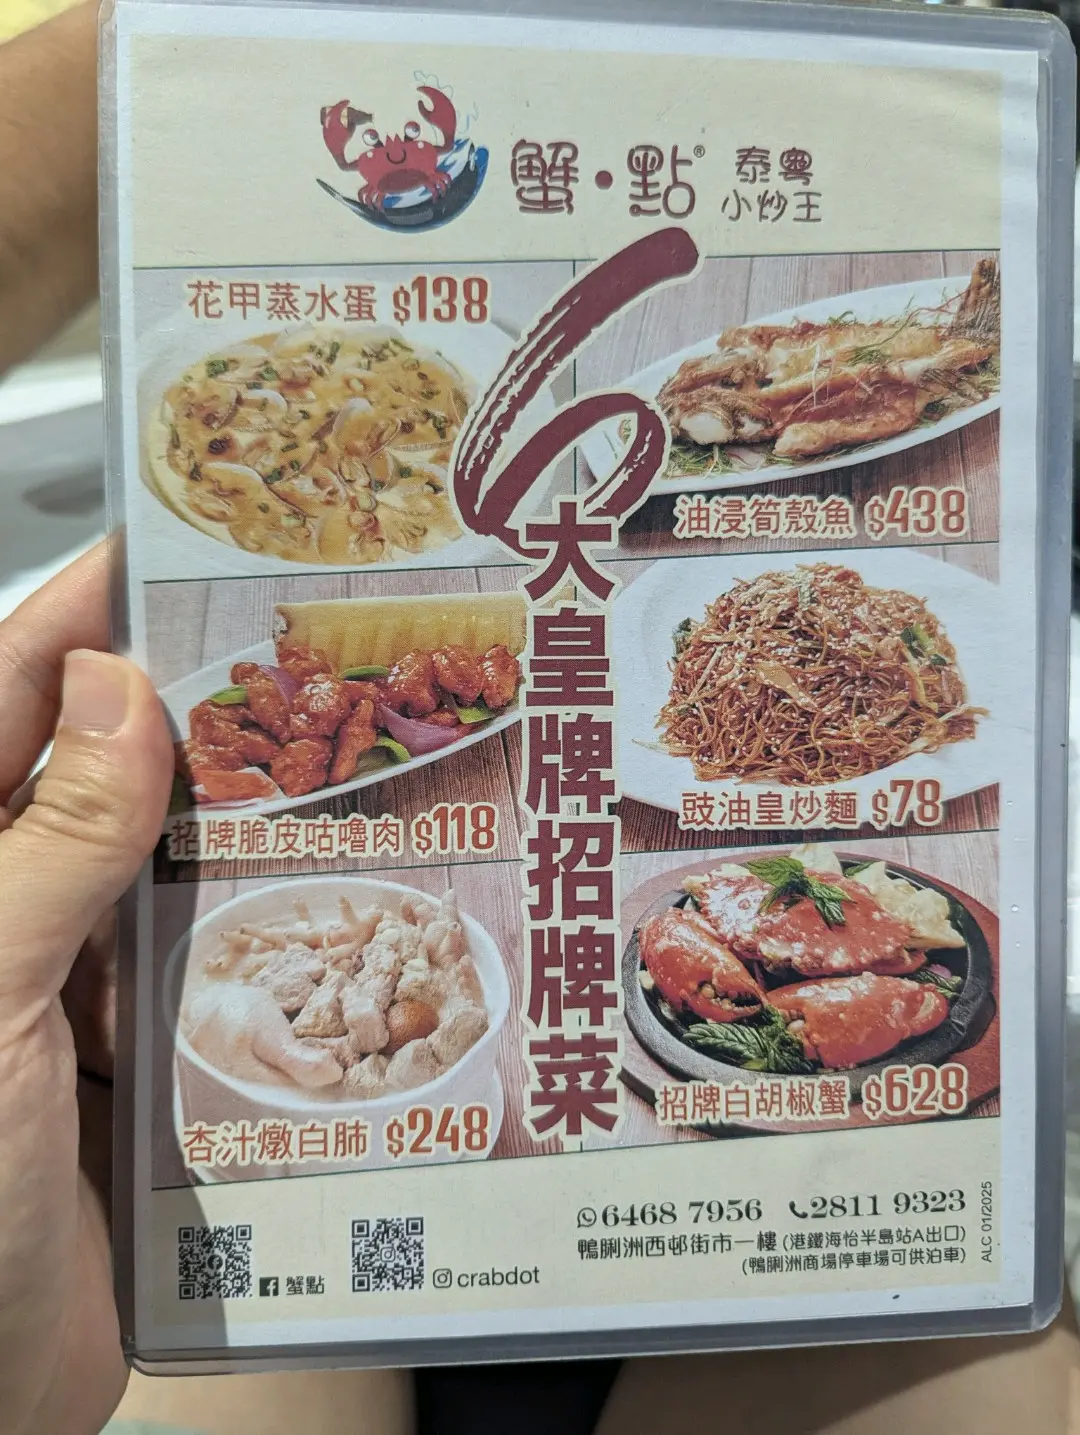 蟹·點® 泰粵
小炒王
6
大皇牌招牌菜
花甲蒸水蛋 $138
油浸筍殼魚 $438
招牌脆皮咕嚕肉 $118
豉油皇炒麵 $78
杏汁燉白肺 $248
招牌白胡椒蟹 $628
6468 7956 2811 9323
鴨脷洲西邨街市一樓 (港鐵海怡半島站A出口)
(鴨脷洲商場停車場可供泊車)
蟹點
crabdot
ALC 01/2025